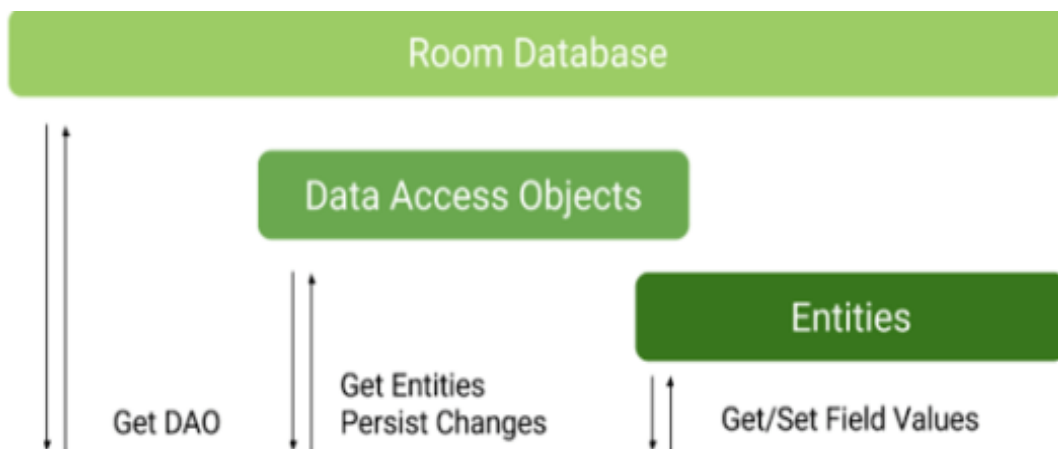 Room Database
Data Access Objects
Entities
Get DAO
Get Entities
Persist Changes
Get/Set Field Values